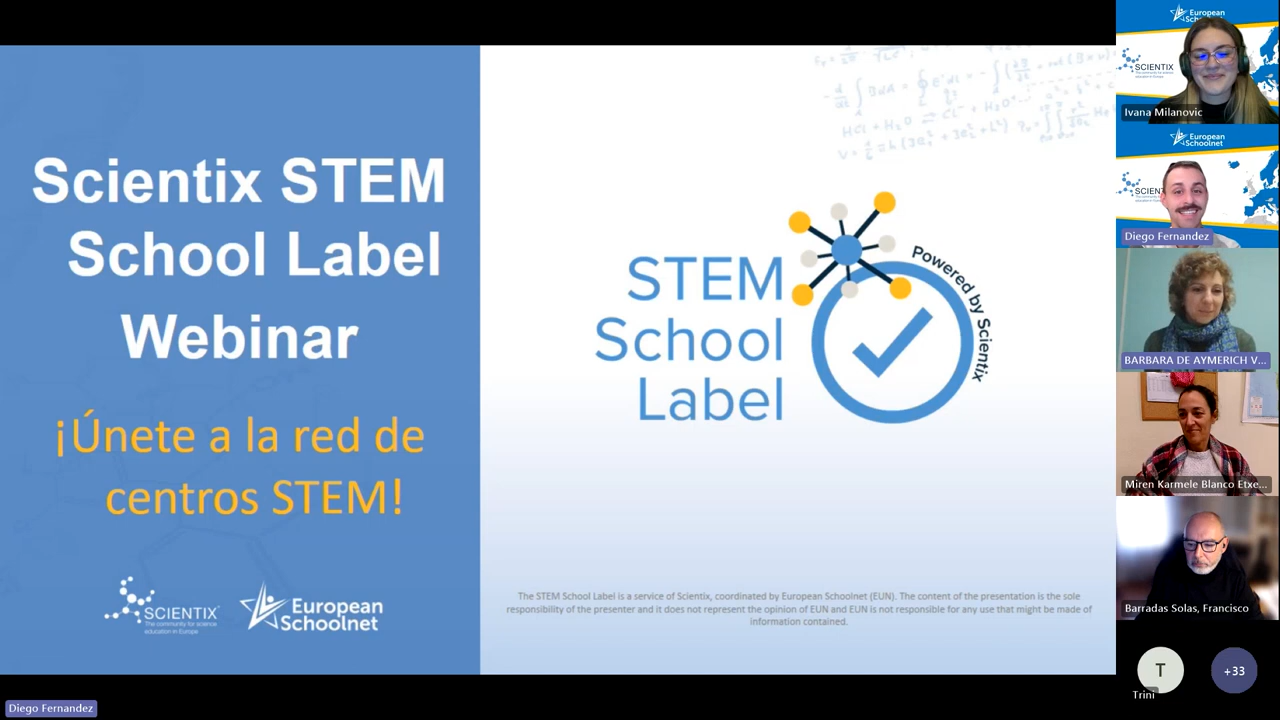 Scientix STEM
School Label
Webinar
¡Únete a la red de
centros STEM!
SCIENTIX
The community for science
education in Europe
European
Schoolnet
STEM
School
Label
Powered by Scientix
The STEM School Label is a service of Scientix, coordinated by European Schoolnet (EUN). The content of the presentation is the sole
responsibility of the presenter and it does not represent the opinion of EUN and EUN is not responsible for any use that might be made of
information contained.
Diego Fernandez
European
SCIENTIX
Ivana Milanovic
European
Schoolnet
Diego Fernandez
BARBARA DE AYMERICH V...
Miren Karmele Blanco Etxe...
Barradas Solas, Francisco
T
Trini
+33